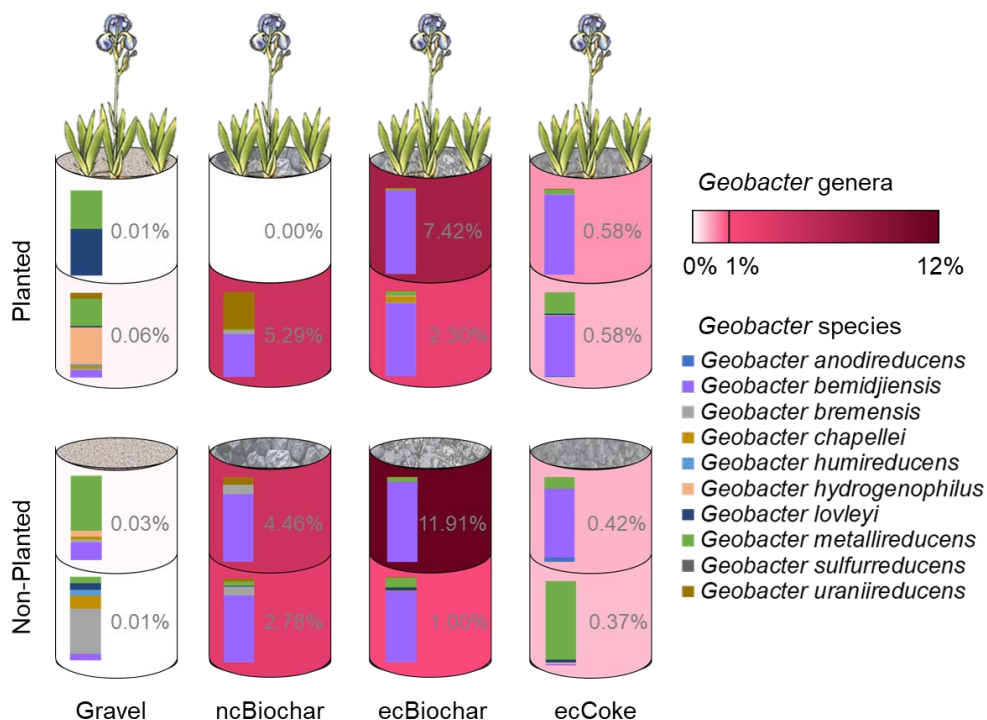 Planted
0.01%
0.00%
7.42%
0.58%
0.06%
5.29%
2.30%
0.58%
Non-Planted
0.03%
4.46%
11.91%
0.42%
0.01%
2.78%
1.00%
0.37%
Gravel
ncBiochar
ecBiochar
ecCoke
Geobacter genera
0% 1% 12%
Geobacter species
Geobacter anodireducens
Geobacter bemidjiensis
Geobacter bremensis
Geobacter chapellei
Geobacter humireducens
Geobacter hydrogenophilus
Geobacter lovleyi
Geobacter metallireducens
Geobacter sulfurreducens
Geobacter uraniireducens